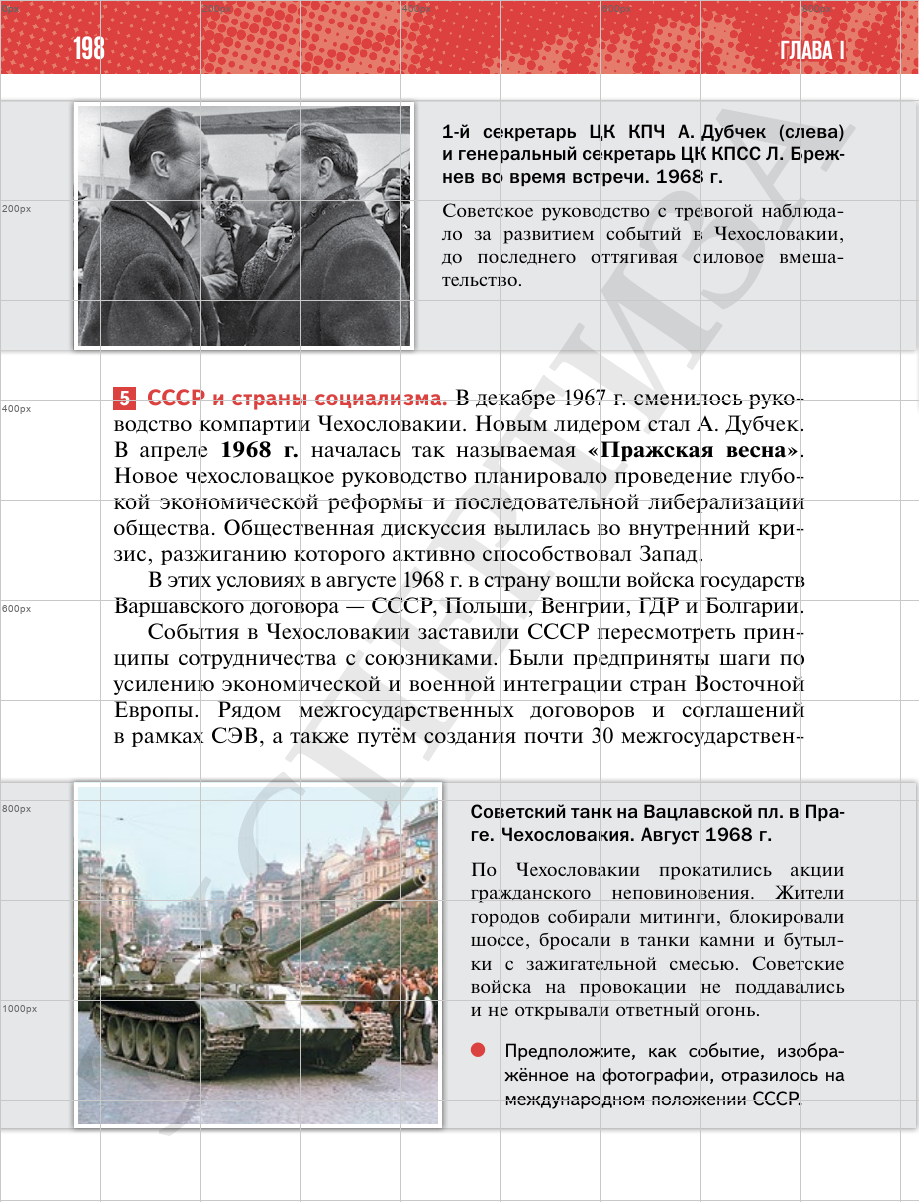 198
ГЛАВА I
1-й секретарь ЦК КПЧ А. Дубчек (слева)
и генеральный секретарь ЦК КПСС Л. Бреж-
нев во время встречи. 1968 г.
Советское руководство с тревогой наблюда-
ло за развитием событий в Чехословакии,
до последнего оттягивая силовое вмеша-
тельство.
5 СССР и страны социализма. В декабре 1967 г. сменилось руко-
водство компартии Чехословакии. Новым лидером стал А. Дубчек.
В апреле 1968 г. началась так называемая «Пражская весна».
Новое чехословацкое руководство планировало проведение глубо-
кой экономической реформы и последовательной либерализации
общества. Общественная дискуссия вылилась во внутренний кри-
зис, разжиганию которого активно способствовал Запад.
В этих условиях в августе 1968 г. в страну вошли войска государств
Варшавского договора — СССР, Польши, Венгрии, ГДР и Болгарии.
События в Чехословакии заставили СССР пересмотреть прин-
ципы сотрудничества с союзниками. Были предприняты шаги по
усилению экономической и военной интеграции стран Восточной
Европы. Рядом межгосударственных договоров и соглашений
в рамках СЭВ, а также путём создания почти 30 межгосударствен-
Советский танк на Вацлавской пл. в Пра-
ге. Чехословакия. Август 1968 г.
По Чехословакии прокатились акции
гражданского неповиновения. Жители
городов собирали митинги, блокировали
шоссе, бросали в танки камни и бутыл-
ки с зажигательной смесью. Советские
войска на провокации не поддавались
и не открывали ответный огонь.
Предположите, как событие, изобра-
жённое на фотографии, отразилось на
международном положении СССР.
200px
400px
600px
800px
1000px